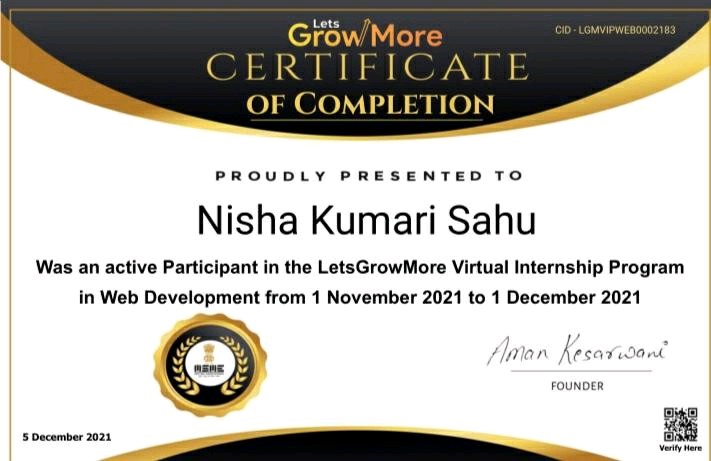 Lets
GrowMore
CID - LGMVIPWEB0002183
CERTIFICATE
OF COMPLETION
PROUDLY PRESENTED TO
Nisha Kumari Sahu
Was an active Participant in the LetsGrowMore Virtual Internship Program
in Web Development from 1 November 2021 to 1 December 2021
Aman Kesarwani
FOUNDER
5 December 2021
Verify Here